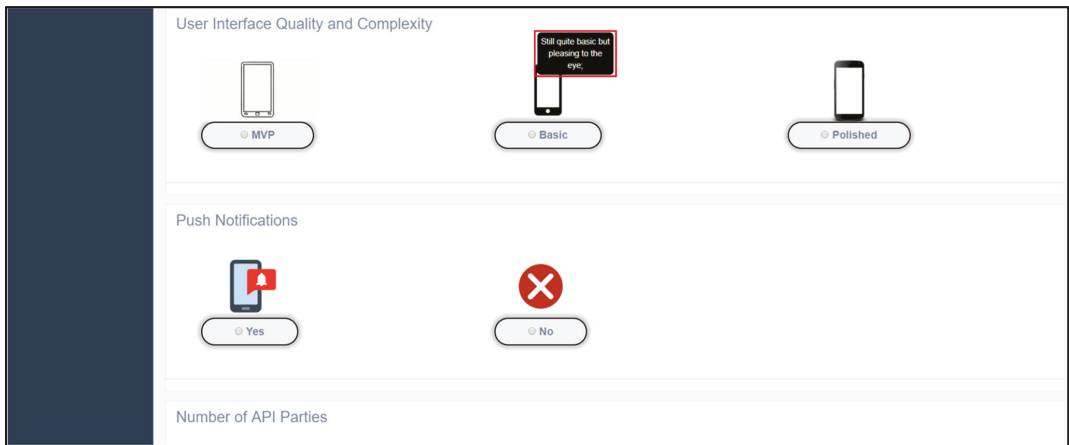 User Interface Quality and Complexity
Still quite basic but
pleasing to the
eye;
MVP
Basic
Polished
Push Notifications
Yes
No
Number of API Parties